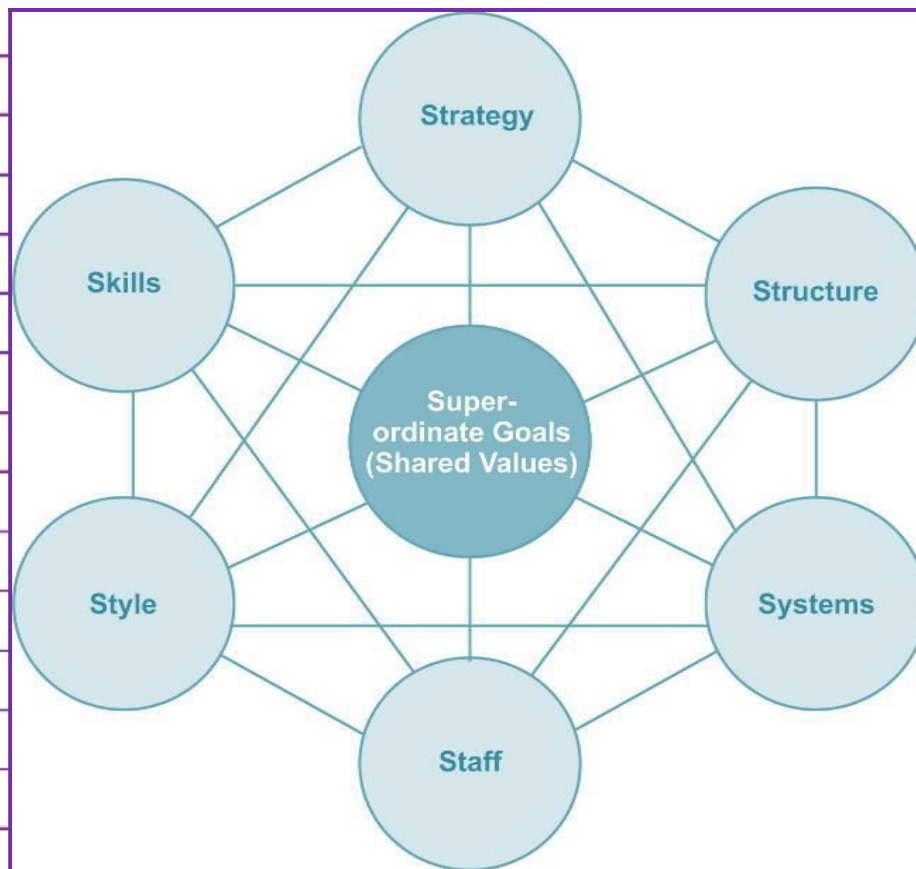 Strategy
Skills
Structure
Super-
ordinate Goals
(Shared Values)
Style
Systems
Staff